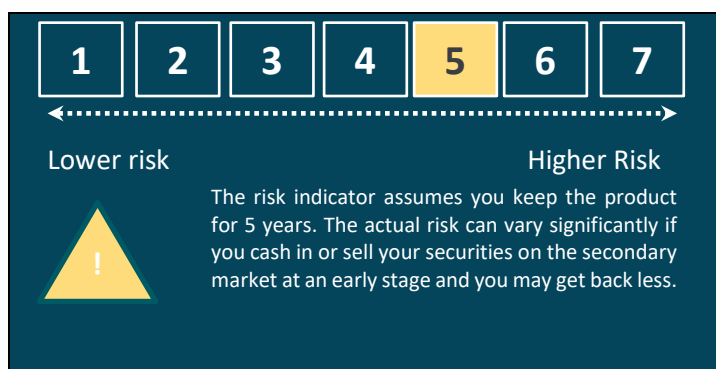 1 2 3 4 5 6 7
Lower risk Higher Risk
The risk indicator assumes you keep the product
for 5 years. The actual risk can vary significantly if
you cash in or sell your securities on the secondary
market at an early stage and you may get back less.
!